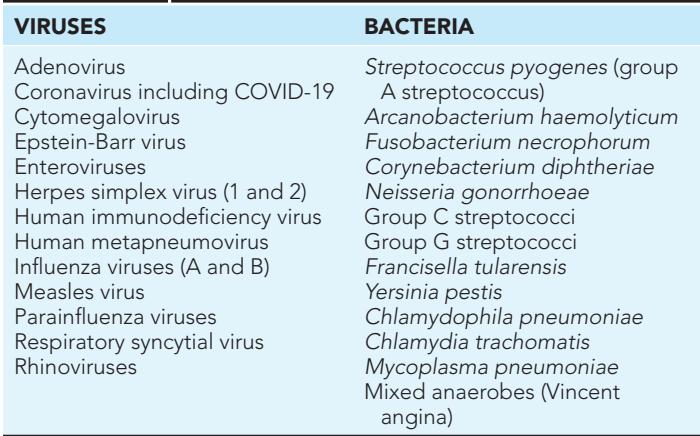 VIRUSES
Adenovirus
Coronavirus including COVID-19
Cytomegalovirus
Epstein-Barr virus
Enteroviruses
Herpes simplex virus (1 and 2)
Human immunodeficiency virus
Human metapneumovirus
Influenza viruses (A and B)
Measles virus
Parainfluenza viruses
Respiratory syncytial virus
Rhinoviruses
BACTERIA
Streptococcus pyogenes (group
A streptococcus)
Arcanobacterium haemolyticum
Fusobacterium necrophorum
Corynebacterium diphtheriae
Neisseria gonorrhoeae
Group C streptococci
Group G streptococci
Francisella tularensis
Yersinia pestis
Chlamydophila pneumoniae
Chlamydia trachomatis
Mycoplasma pneumoniae
Mixed anaerobes (Vincent
angina)